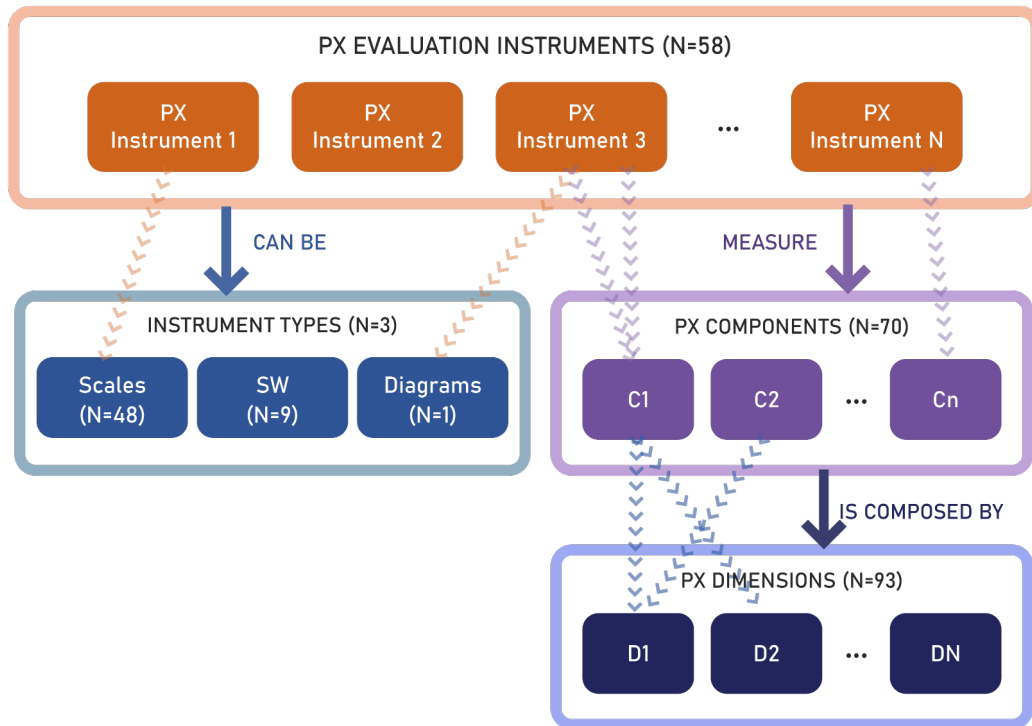 PX EVALUATION INSTRUMENTS (N=58)
PX
Instrument 1
PX
Instrument 2
PX
Instrument 3
...
PX
Instrument N
CAN BE
MEASURE
INSTRUMENT TYPES (N=3)
Scales
(N=48)
SW
(N=9)
Diagrams
(N=1)
PX COMPONENTS (N=70)
C1
C2
...
Cn
IS COMPOSED BY
PX DIMENSIONS (N=93)
D1
D2
...
DN